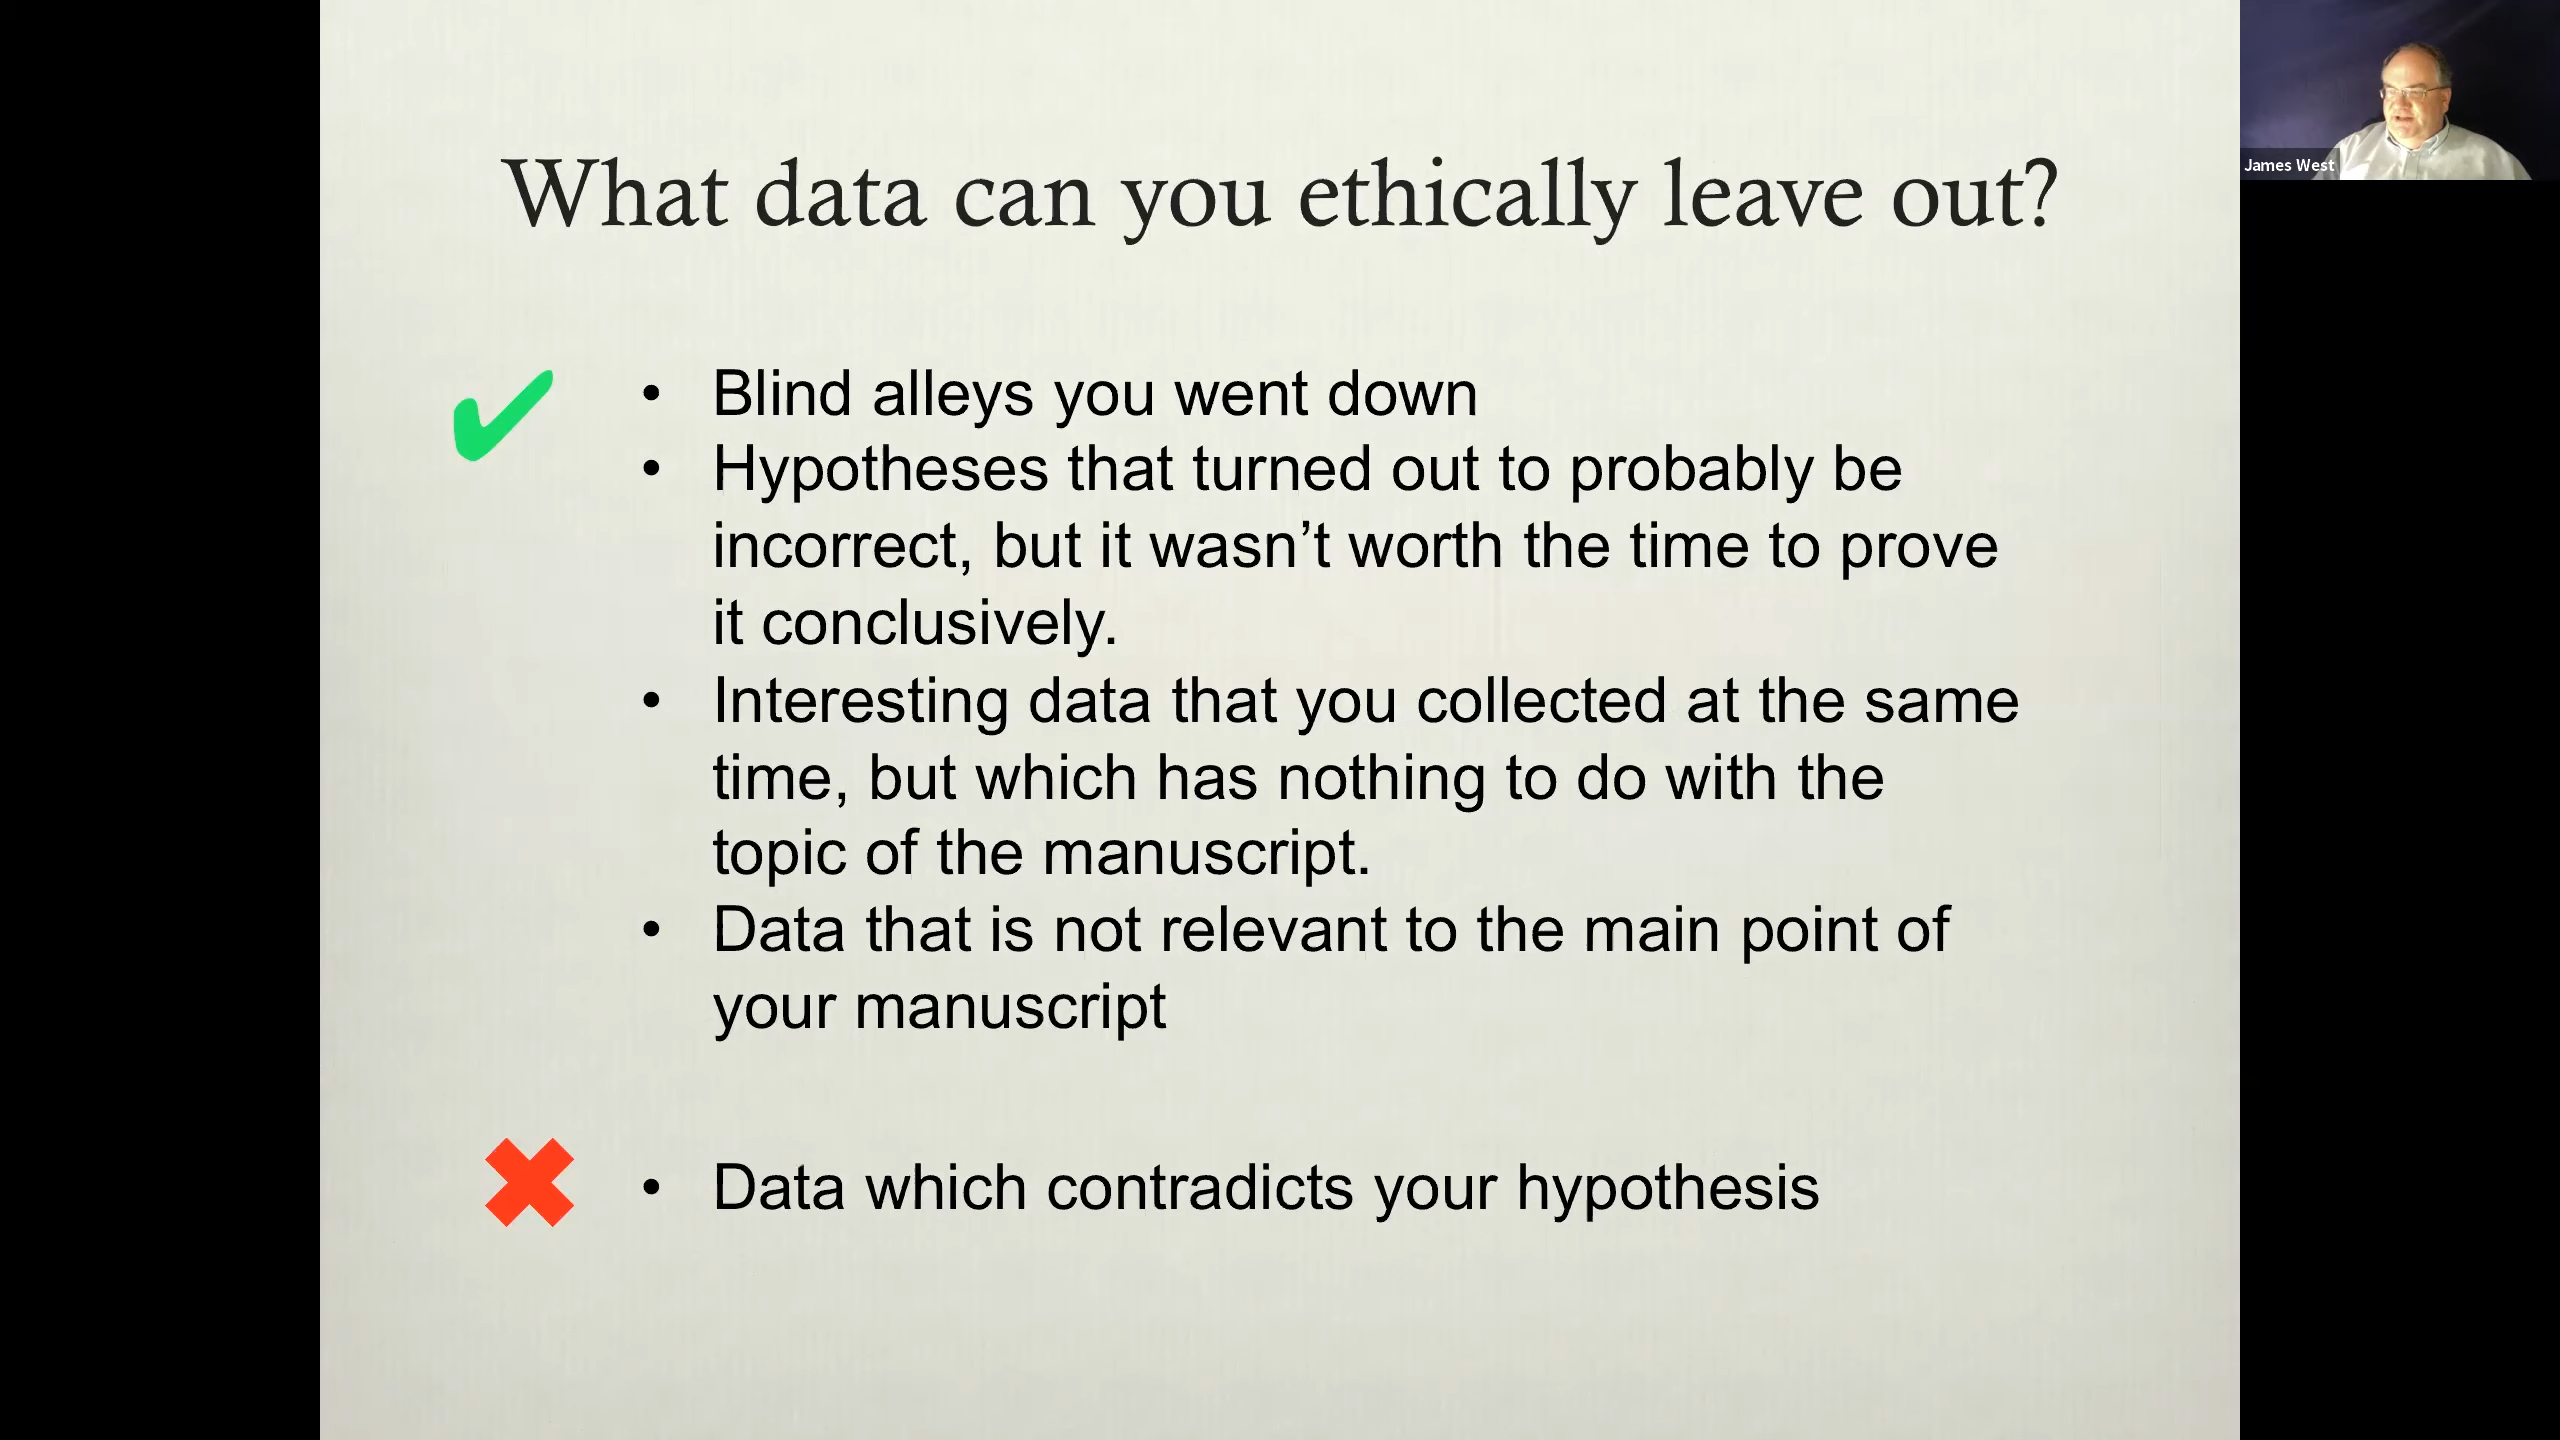 What data can you ethically leave out?
James West
• Blind alleys you went down
• Hypotheses that turned out to probably be
incorrect, but it wasn’t worth the time to prove
it conclusively.
• Interesting data that you collected at the same
time, but which has nothing to do with the
topic of the manuscript.
• Data that is not relevant to the main point of
your manuscript
• Data which contradicts your hypothesis